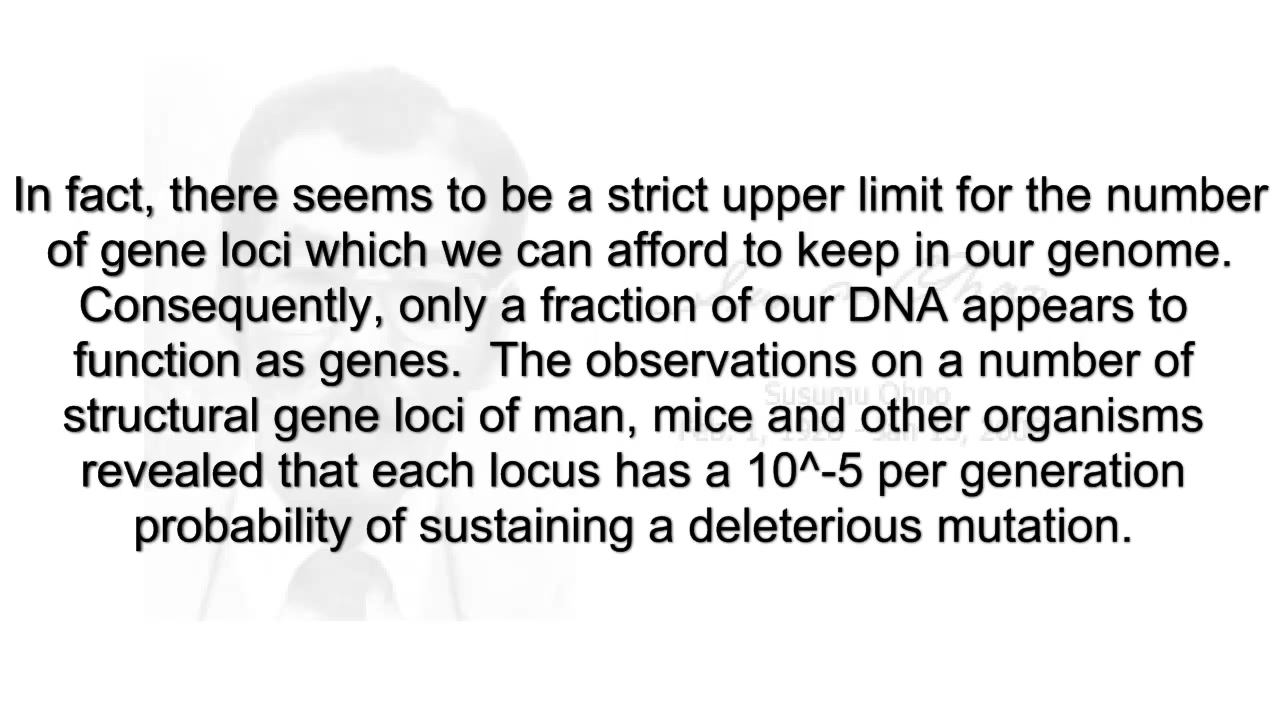 In fact, there seems to be a strict upper limit for the number
of gene loci which we can afford to keep in our genome.
Consequently, only a fraction of our DNA appears to
function as genes.  The observations on a number of
structural gene loci of man, mice and other organisms
revealed that each locus has a 10^-5 per generation
probability of sustaining a deleterious mutation.
Susumu Ohno